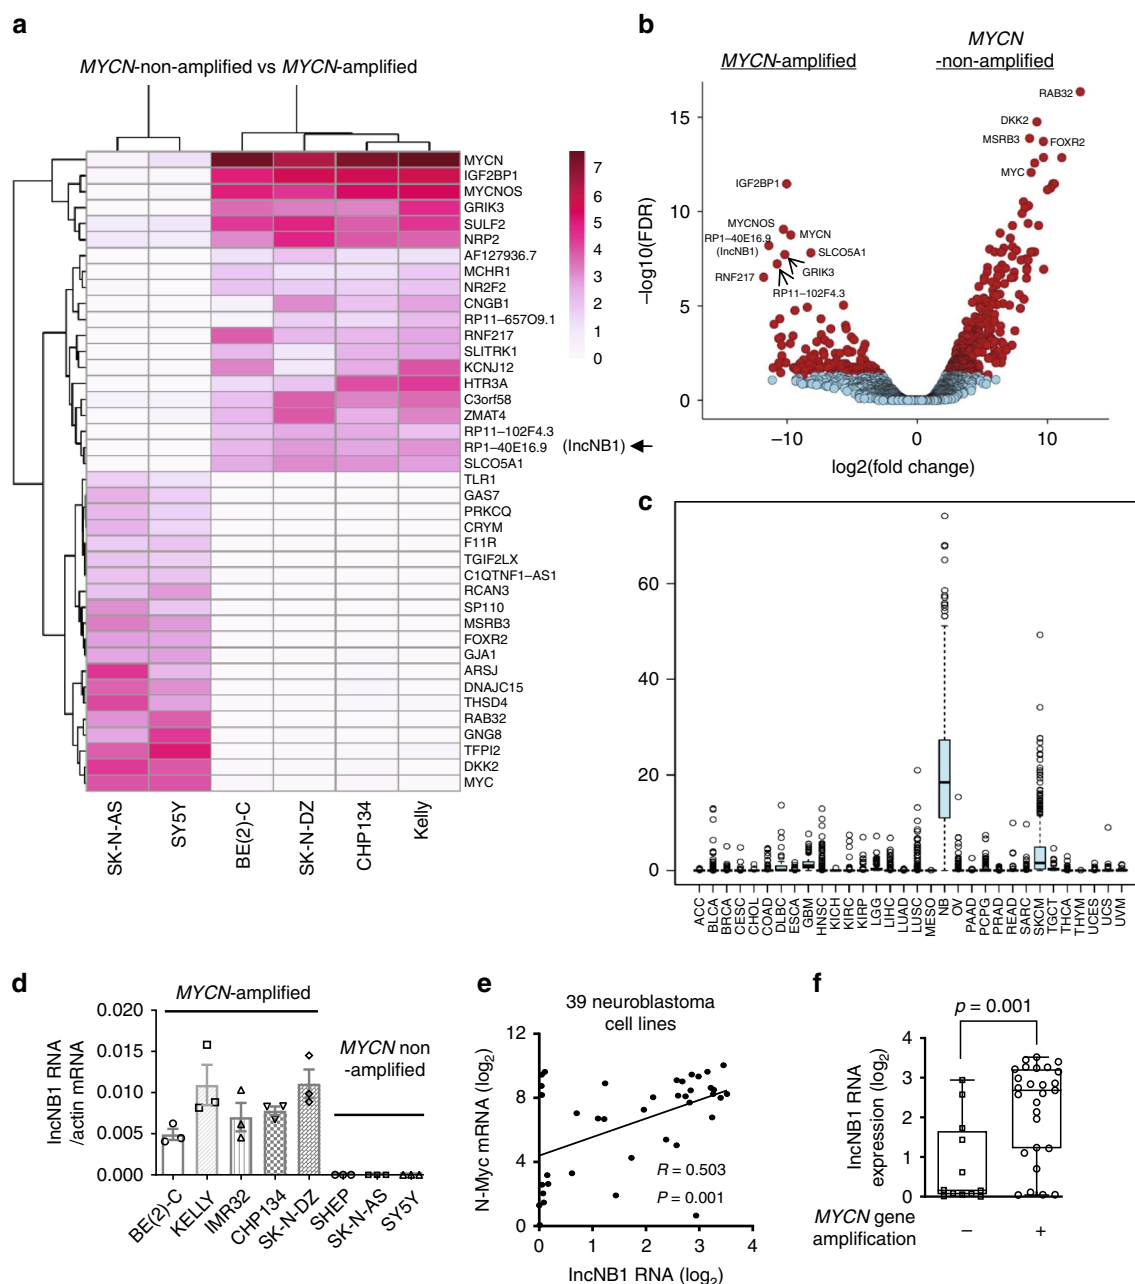 a
MYCN-non-amplified vs MYCN-amplified
MYCN
IGF2BP1
MYCNOS
GRIK3
SULF2
NRP2
AF127936.7
MCHR1
NR2F2
CNGB1
RP11–657O9.1
RNF217
SLITRK1
KCNJ12
HTR3A
C3orf58
ZMAT4
RP11–102F4.3
RP1–40E16.9
SLCO5A1
TLR1
GAS7
PRKCQ
CRYM
F11R
TGIF2LX
C1QTNF1–AS1
RCAN3
SP110
MSRB3
FOXR2
GJA1
ARSJ
DNAJC15
THSD4
RAB32
GNG8
TFPI2
DKK2
MYC
(lncNB1)
7
6
5
4
3
2
1
0
SK-N-AS
SY5Y
BE(2)-C
SK-N-DZ
CHP134
Kelly
b
MYCN-amplified
MYCN
-non-amplified
–log10(FDR)
15
10
5
0
RAB32
DKK2
MSRB3
FOXR2
MYC
IGF2BP1
MYCNOS
MYCN
RP1–40E16.9
(lncNB1)
SLCO5A1
GRIK3
RNF217
RP11–102F4.3
–10
0
10
log2(fold change)
c
60
40
20
0
ACC
BLCA
BRCA
CESC
CHOL
COAD
DLBC
ESCA
GBM
HNSC
KICH
KIRC
KIRP
LGG
LIHC
LUAD
LUSC
MESO
NB
OV
PAAD
PCPG
PRAD
READ
SARC
SKCM
TGCT
THCA
THYM
UCES
UCS
UVM
d
MYCN-amplified
MYCN non
-amplified
lncNB1 RNA
/actin mRNA
0.020
0.015
0.010
0.005
0.000
BE(2)-C
KELLY
IMR32
CHP134
SK-N-DZ
SHEP
SK-N-AS
SY5Y
e
39 neuroblastoma
cell lines
N-Myc mRNA (log2)
12
8
4
0
R = 0.503
P = 0.001
0
1
2
3
4
lncNB1 RNA (log2)
f
p = 0.001
lncNB1 RNA
expression (log2)
4
3
2
1
0
MYCN gene
amplification
–
+